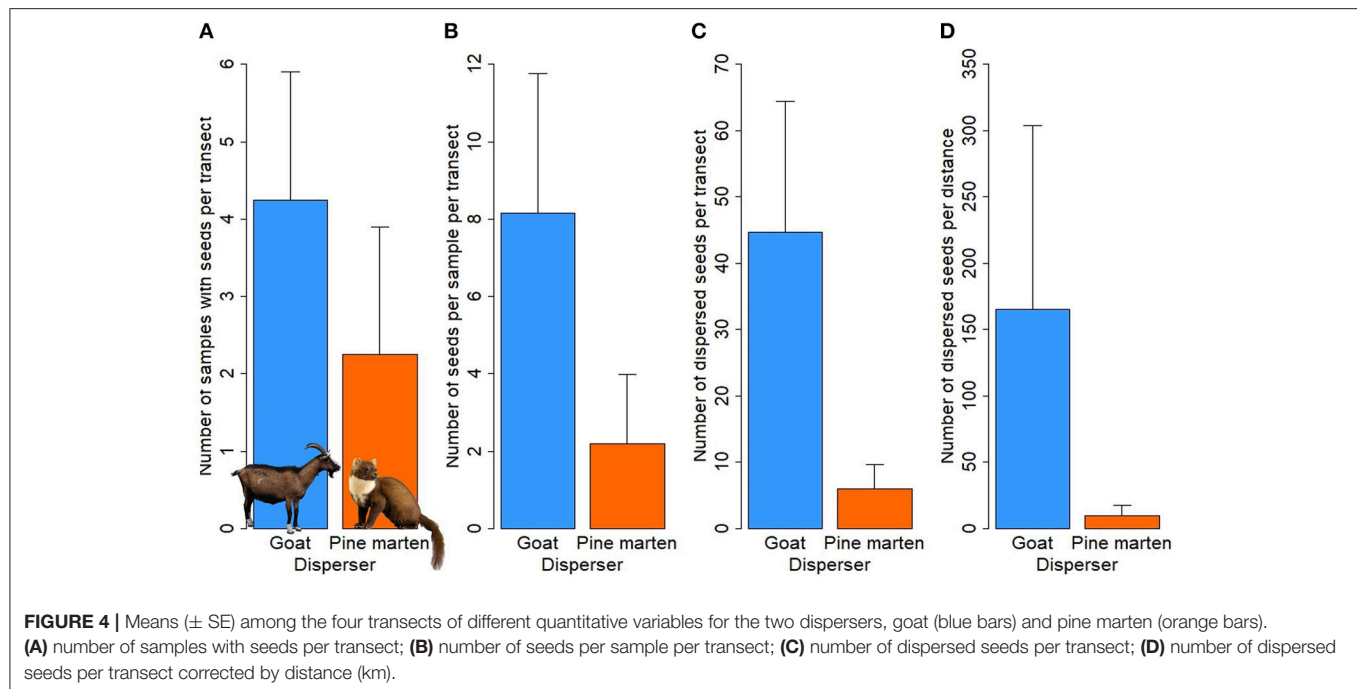 A
Number of samples with seeds per transect
6
5
4
3
2
1
0
Goat Pine marten
Disperser
B
Number of seeds per sample per transect
12
10
8
6
4
2
0
Goat Pine marten
Disperser
C
Number of dispersed seeds per transect
70
60
50
40
30
20
10
0
Goat Pine marten
Disperser
D
Number of dispersed seeds per distance
350
300
250
200
150
100
50
0
Goat Pine marten
Disperser
FIGURE 4 | Means (± SE) among the four transects of different quantitative variables for the two dispersers, goat (blue bars) and pine marten (orange bars).
(A) number of samples with seeds per transect; (B) number of seeds per sample per transect; (C) number of dispersed seeds per transect; (D) number of dispersed
seeds per transect corrected by distance (km).